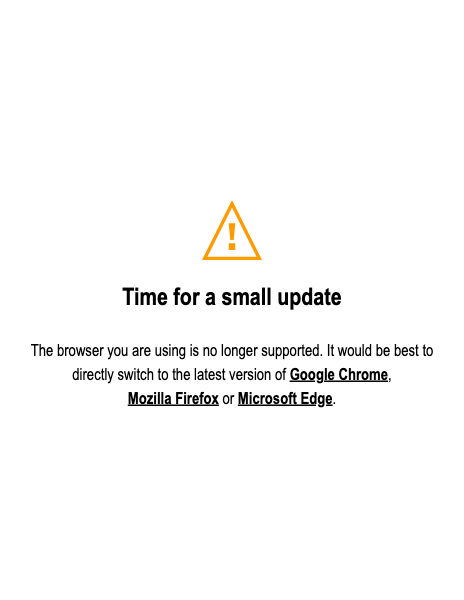 !
Time for a small update
The browser you are using is no longer supported. It would be best to
directly switch to the latest version of Google Chrome,
Mozilla Firefox or Microsoft Edge.